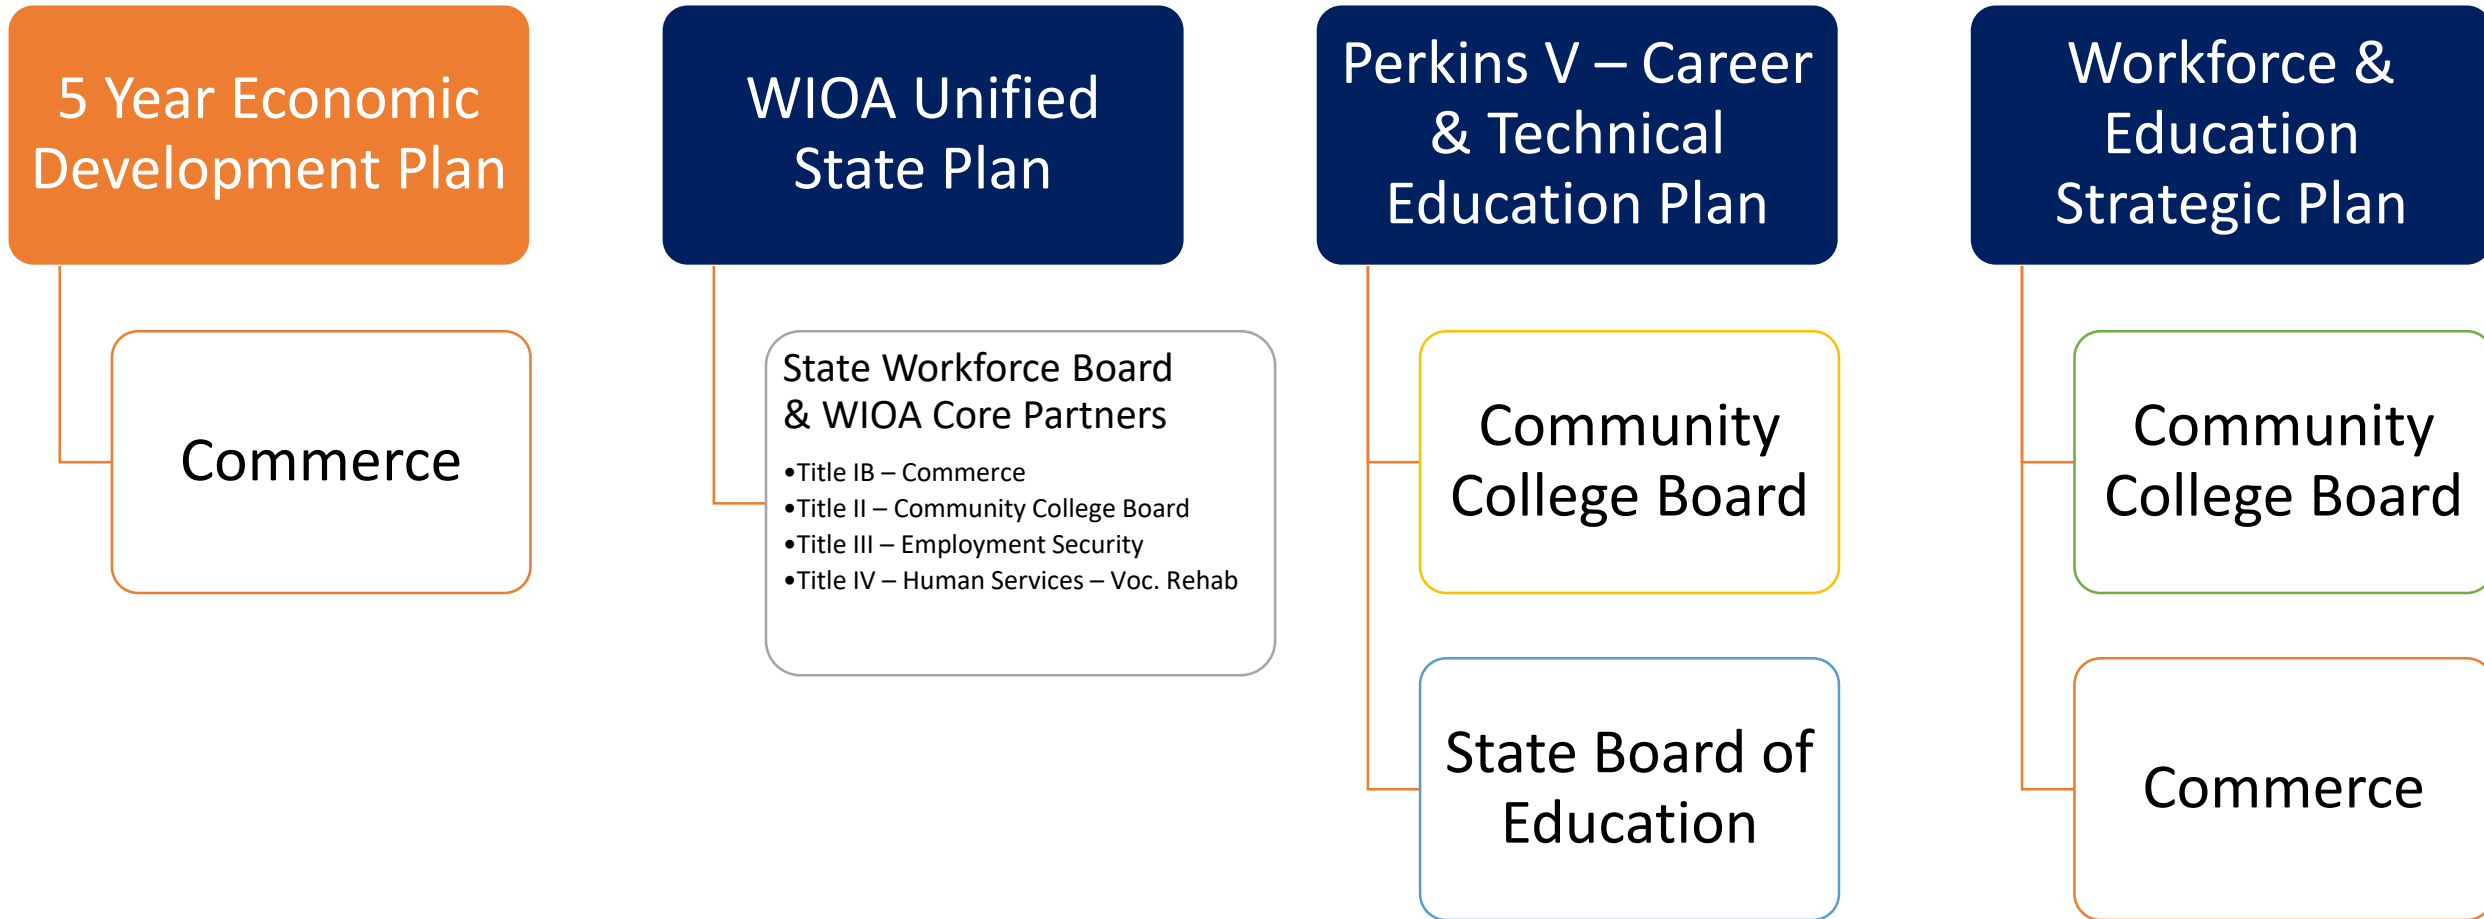 5 Year Economic
Development Plan
Commerce
WIOA Unified
State Plan
State Workforce Board
& WIOA Core Partners
•Title IB – Commerce
•Title II – Community College Board
•Title III – Employment Security
•Title IV – Human Services – Voc. Rehab
Perkins V – Career
& Technical
Education Plan
Community
College Board
State Board of
Education
Workforce &
Education
Strategic Plan
Community
College Board
Commerce